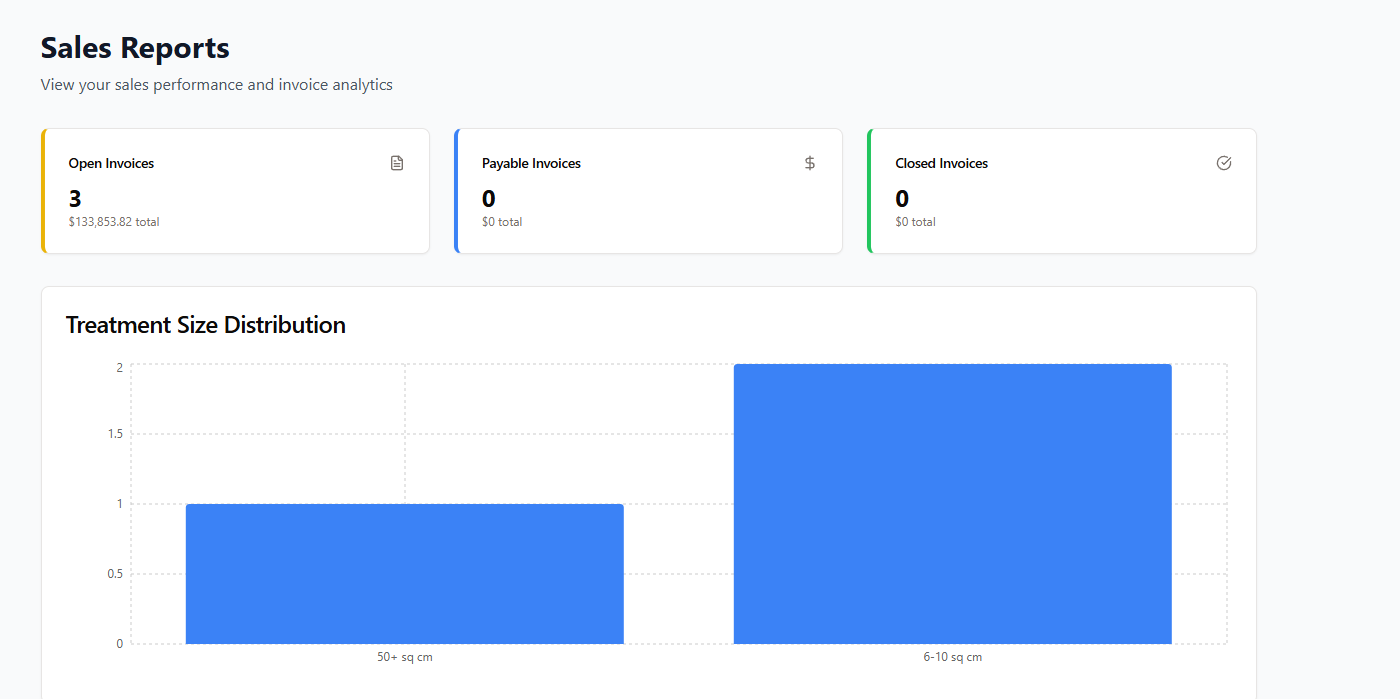 Sales Reports
View your sales performance and invoice analytics
Open Invoices
3
$133,853.82 total
Payable Invoices
$
0
$0 total
Closed Invoices
0
$0 total
Treatment Size Distribution
2
1.5
1
0.5
0
50+ sq cm
6-10 sq cm